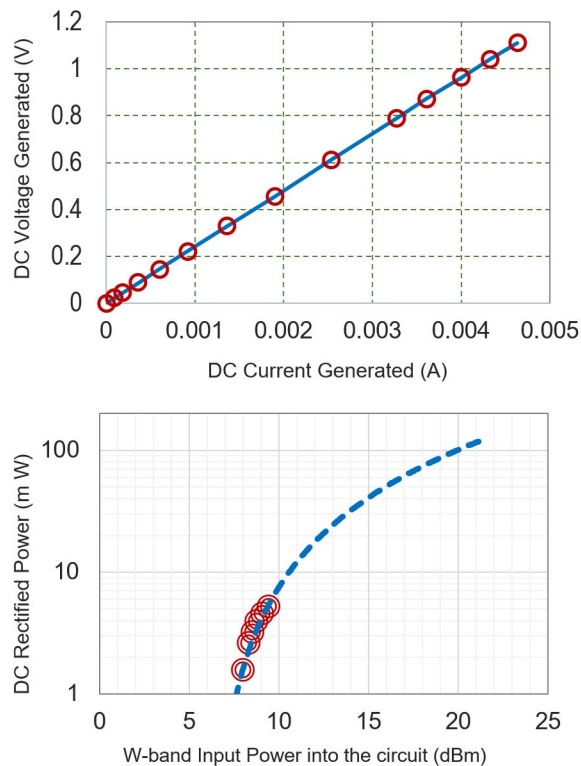 1.2
1
0.8
0.6
0.4
0.2
0
DC Voltage Generated (V)
0 0.001 0.002 0.003 0.004 0.005
DC Current Generated (A)
100
10
1
DC Rectified Power (m W)
0 5 10 15 20 25
W-band Input Power into the circuit (dBm)